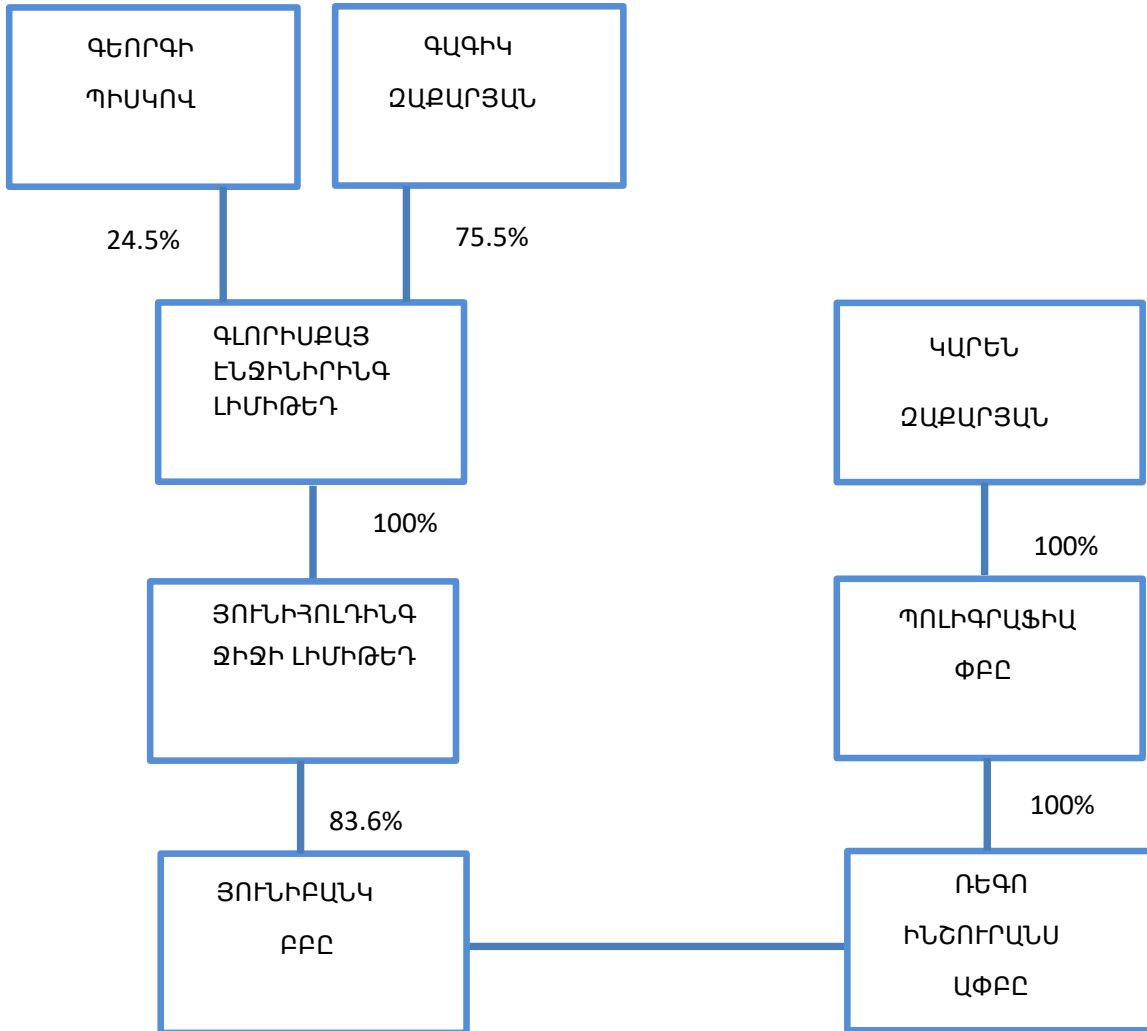 ԳԵՈՐԳԻ
ՊԻՍԿՈՎ
ԳԱԳԻԿ
ԶԱՔԱՐՅԱՆ
24.5%
75.5%
ԳԼՈՐԻՍՔԱՅ
ԷՆՋԻՆԻՐԻՆԳ
ԼԻՄԻԹԵԴ
ԿԱՐԵՆ
ԶԱՔԱՐՅԱՆ
100%
100%
ՅՈՒՆԻՀՈԼԴԻՆԳ
ՋԻՋԻ ԼԻՄԻԹԵԴ
ՊՈԼԻԳՐԱՖԻԱ
ՓԲԸ
83.6%
100%
ՅՈՒՆԻԲԱՆԿ
ԲԲԸ
ՌԵԳՈ
ԻՆՇՈՒՐԱՆՍ
ԱՓԲԸ